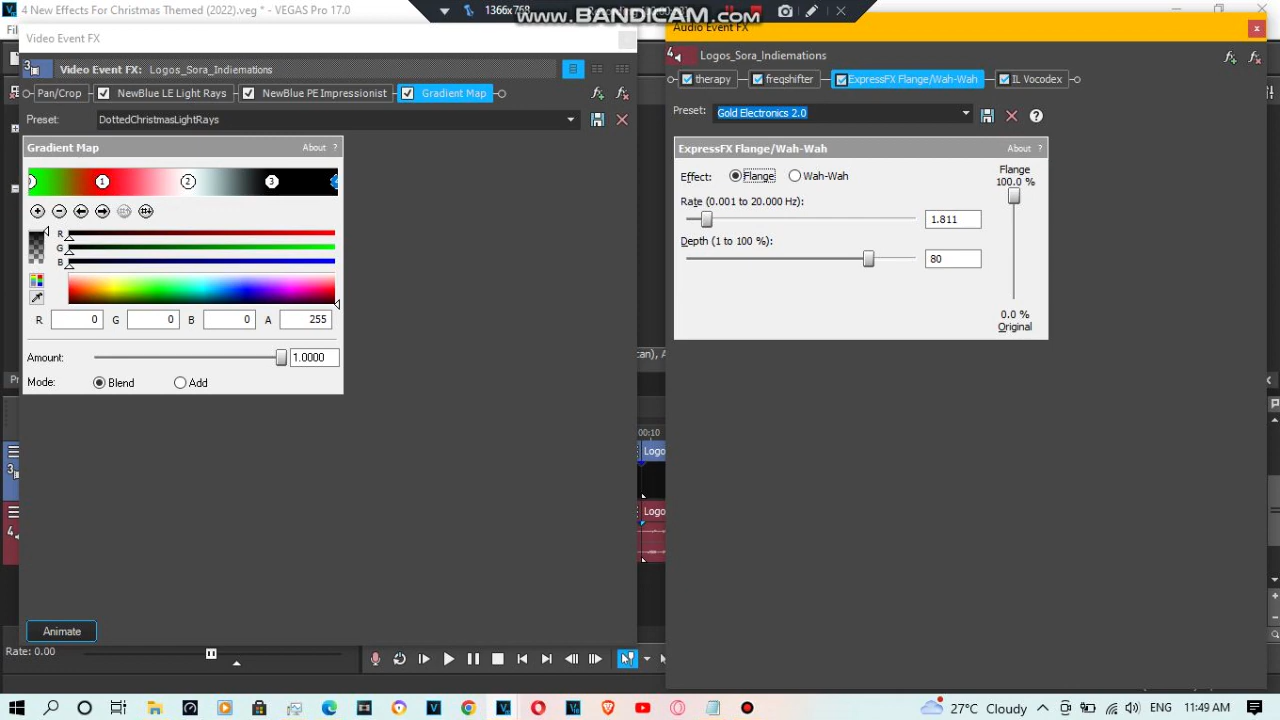 4 New Effects For Christmas Themed (2022).veg * - VEGAS Pro 17.0
1366x768
www.BANDICAM.com
Video Event FX
Video Event FX: Logos_Sora_Indiemations
Pan/Crop NewBlue LE Light Rays NewBlue PE Impressionist Gradient Map
Preset: DottedChristmasLightRays
Gradient Map About ?
1 2 3
R
G
B
R 0 G 0 B 0 A 255
Amount: 1.0000
Mode: Blend Add
Animate
Rate: 0.00
Audio Event FX
Logos_Sora_Indiemations
therapy freqshifter ExpressFX Flange/Wah-Wah IL Vocodex
Preset: Gold Electronics 2.0
ExpressFX Flange/Wah-Wah About ?
Effect: Flange Wah-Wah
Flange
100.0 %
Rate (0.001 to 20.000 Hz):
1.811
Depth (1 to 100 %):
80
0.0 %
Original
:00:10
Logo
Logo
27°C Cloudy ENG 11:49 AM